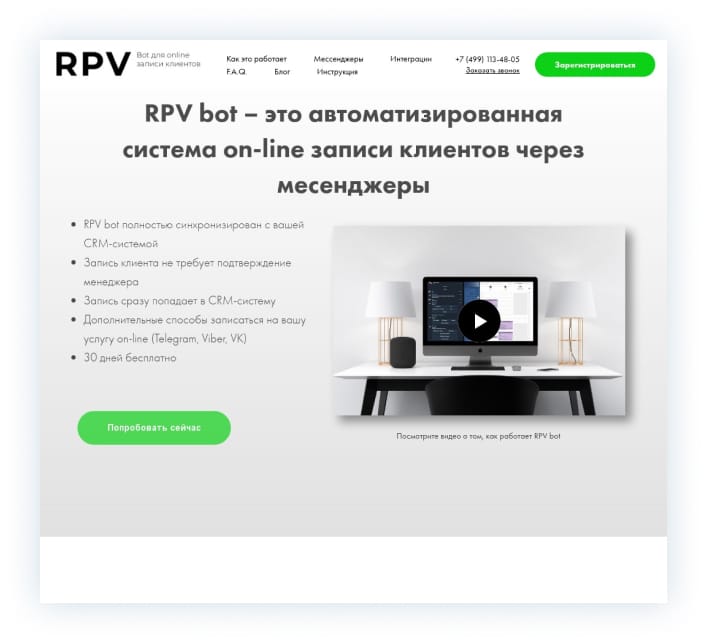 RPV
Bot для online
записи клиентов
Как это работает
Мессенджеры
Интеграции
F.A.Q.
Блог
Инструкция
+7 (499) 113-48-05
Заказать звонок
Зарегистрироваться
RPV bot – это автоматизированная
система on-line записи клиентов через
месенджеры
RPV bot полностью синхронизирован с вашей
CRM-системой
Запись клиента не требует подтверждение
менеджера
Запись сразу попадает в CRM-систему
Дополнительные способы записаться на вашу
услугу on-line (Telegram, Viber, VK)
30 дней бесплатно
Попробовать сейчас
Посмотрите видео о том, как работает RPV bot